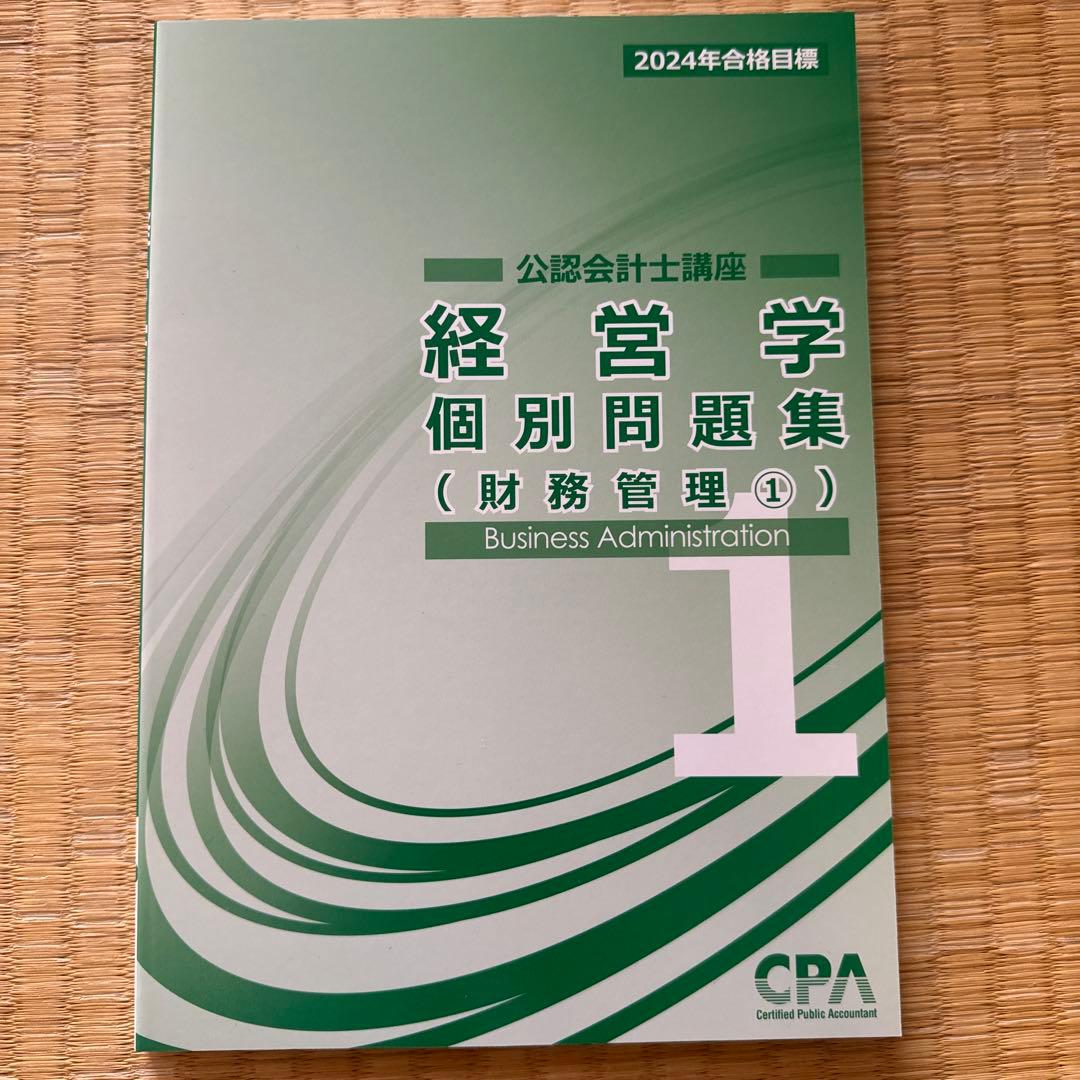 2024年合格目標
公認会計士講座
経営学
個別問題集
(財務管理①)
Business Administration
1
CPA
Certified Public Accountant